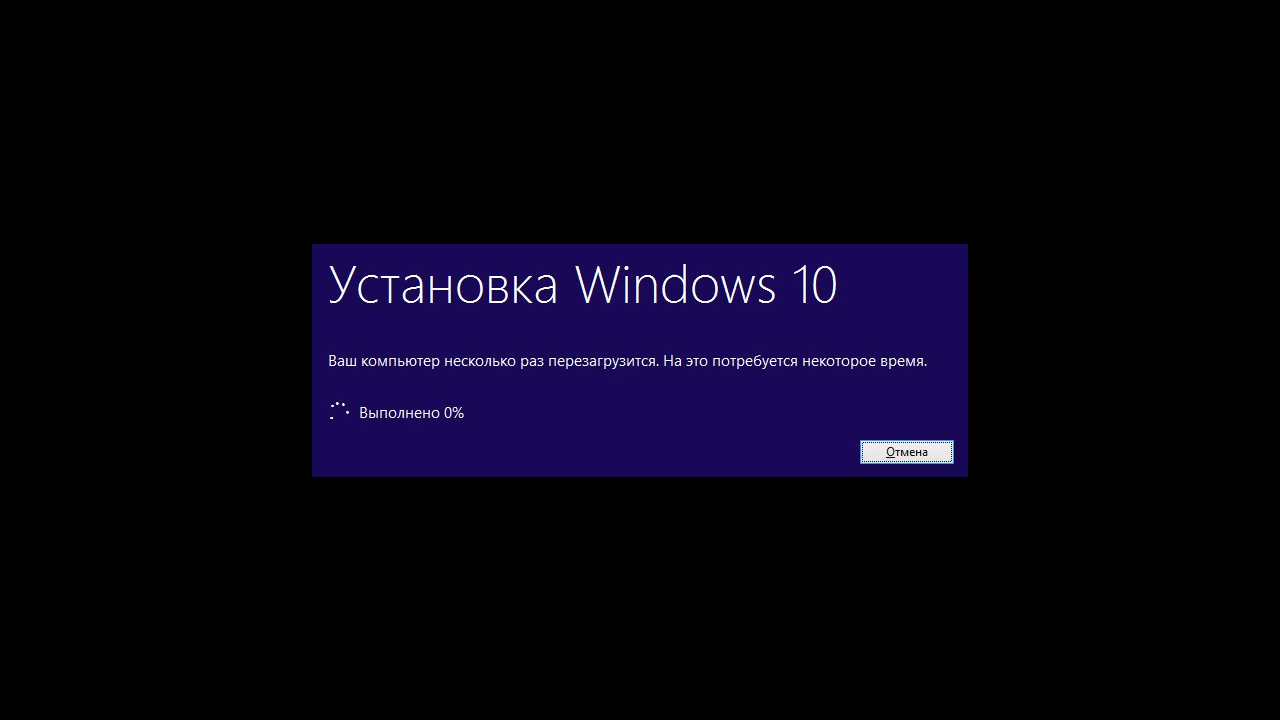 Установка Windows 10
Ваш компьютер несколько раз перезагрузится. На это потребуется некоторое время.
Выполнено 0%
Отмена